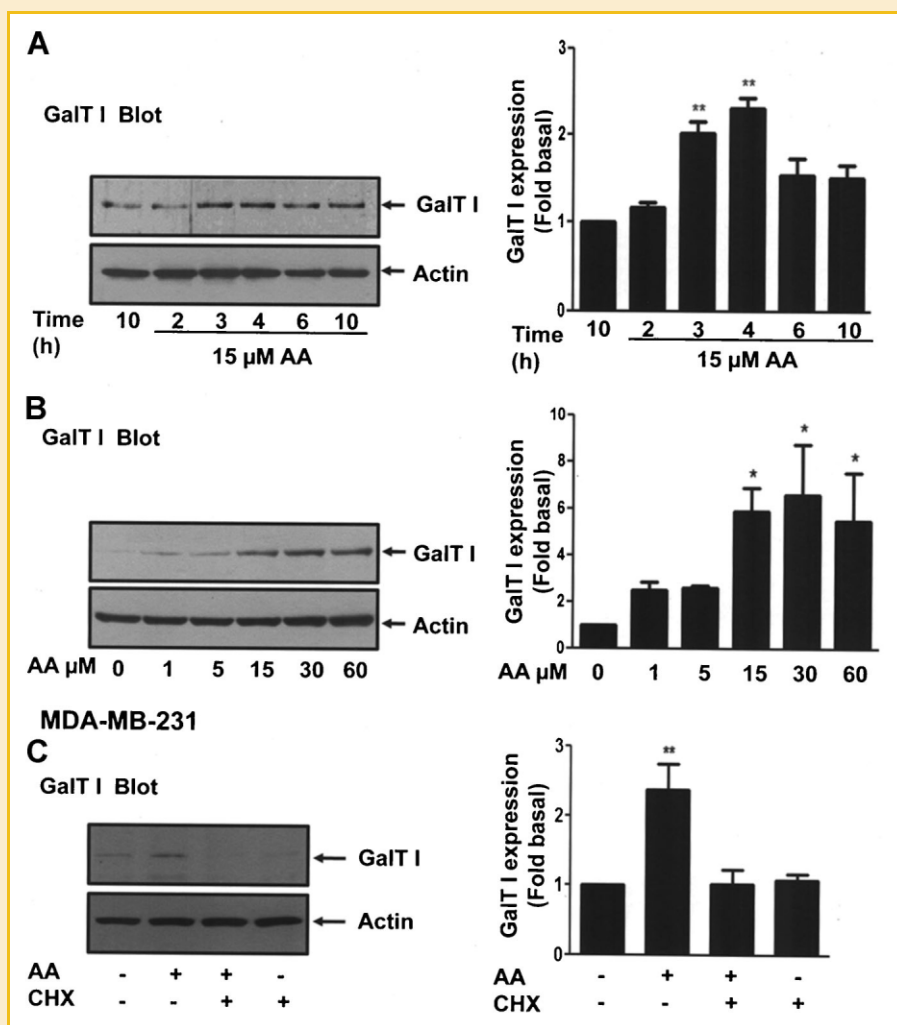 A
GalT I Blot
GalT I
Actin
Time (h) 10 2 3 4 6 10
15 µM AA
GalT I expression (Fold basal)
3
2
1
0
** **
Time (h) 10 2 3 4 6 10
15 µM AA
B
GalT I Blot
GalT I
Actin
AA µM 0 1 5 15 30 60
GalT I expression (Fold basal)
10
8
6
4
2
0
* * *
AA µM 0 1 5 15 30 60
MDA-MB-231
C
GalT I Blot
GalT I
Actin
AA - + + -
CHX - - + +
GalT I expression (Fold basal)
3
2
1
0
**
AA - + + -
CHX - - + +